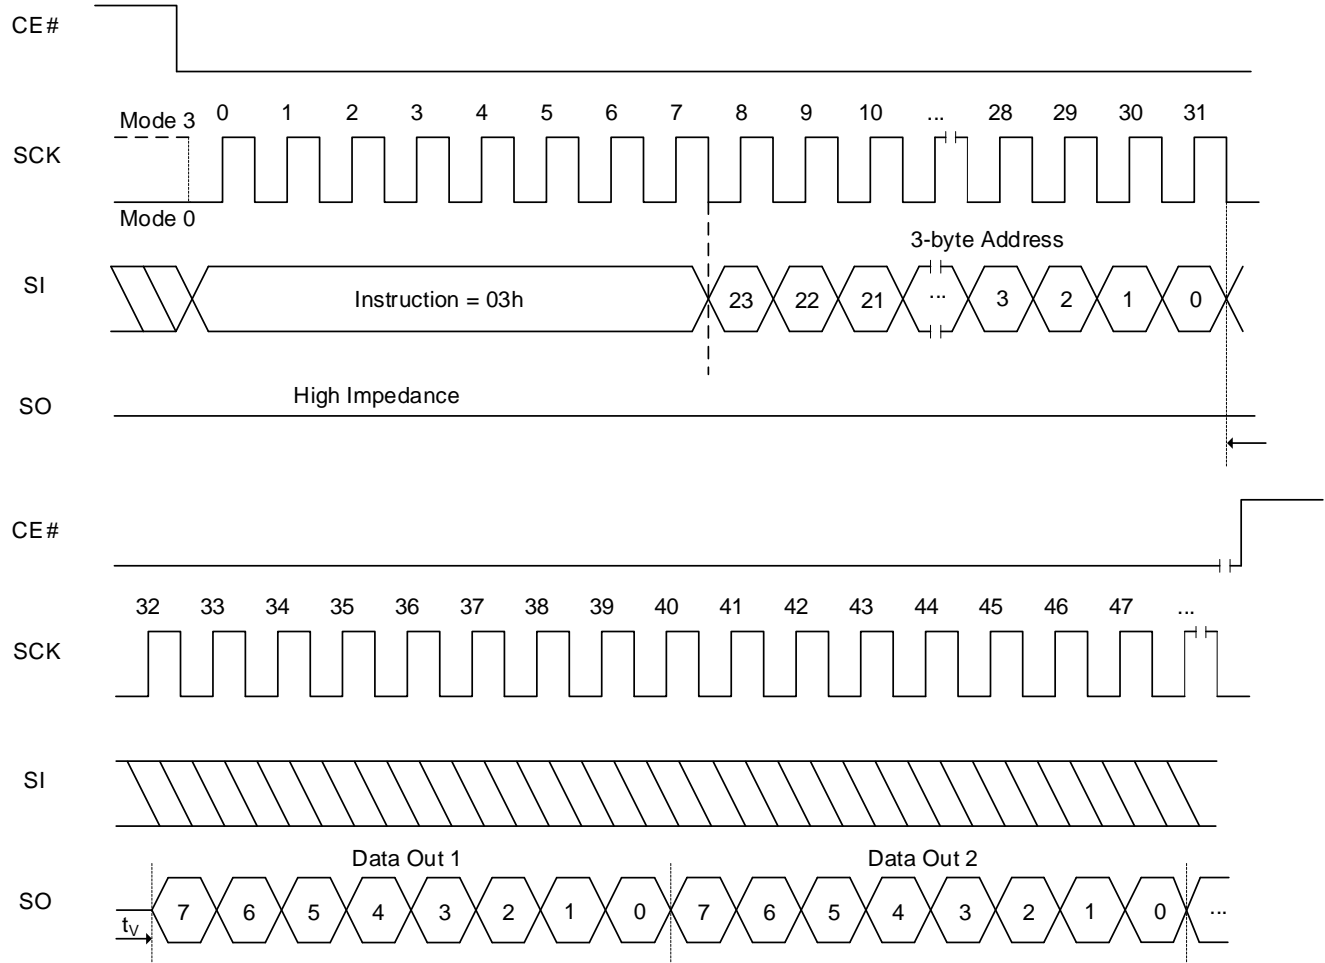 CE#
0 1 2 3 4 5 6 7 8 9 10 ... 28 29 30 31
Mode 3
SCK
Mode 0
3-byte Address
SI
Instruction = 03h 23 22 21 ... 3 2 1 0
High Impedance
SO
CE#
32 33 34 35 36 37 38 39 40 41 42 43 44 45 46 47 ...
SCK
SI
Data Out 1 Data Out 2
SO
7 6 5 4 3 2 1 0 7 6 5 4 3 2 1 0 ...
tV